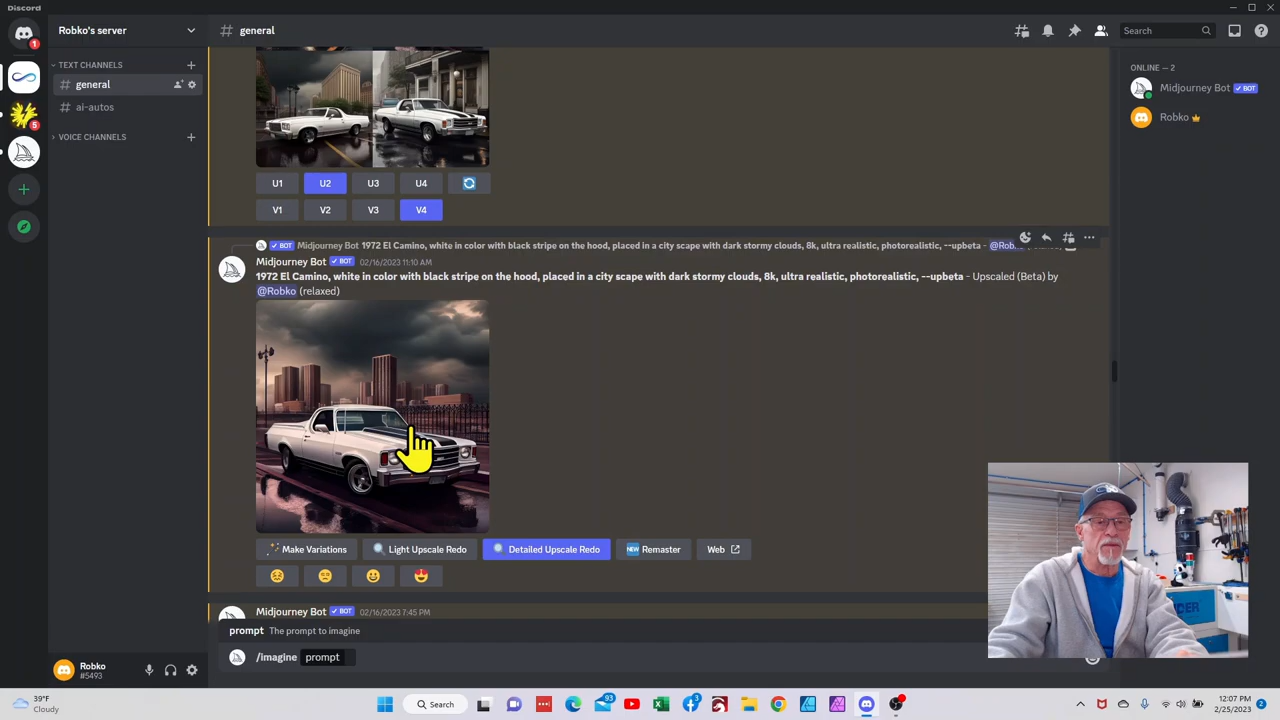 Discord
Robko's server
general
Search
1
TEXT CHANNELS
general
ai-autos
VOICE CHANNELS
5
ONLINE — 2
Midjourney Bot BOT
Robko
U1 U2 U3 U4
V1 V2 V3 V4
BOT Midjourney Bot 1972 El Camino, white in color with black stripe on the hood, placed in a city scape with dark stormy clouds, 8k, ultra realistic, photorealistic, --upbeta - @Rob
Midjourney Bot BOT 02/16/2023 11:10 AM
1972 El Camino, white in color with black stripe on the hood, placed in a city scape with dark stormy clouds, 8k, ultra realistic, photorealistic, --upbeta - Upscaled (Beta) by
@Robko (relaxed)
Make Variations Light Upscale Redo Detailed Upscale Redo NEW Remaster Web
Midjourney Bot BOT 02/16/2023 7:45 PM
prompt The prompt to imagine
/imagine prompt
Robko
#5493
39°F
Cloudy
Search
93
3
12:07 PM
2/25/2023